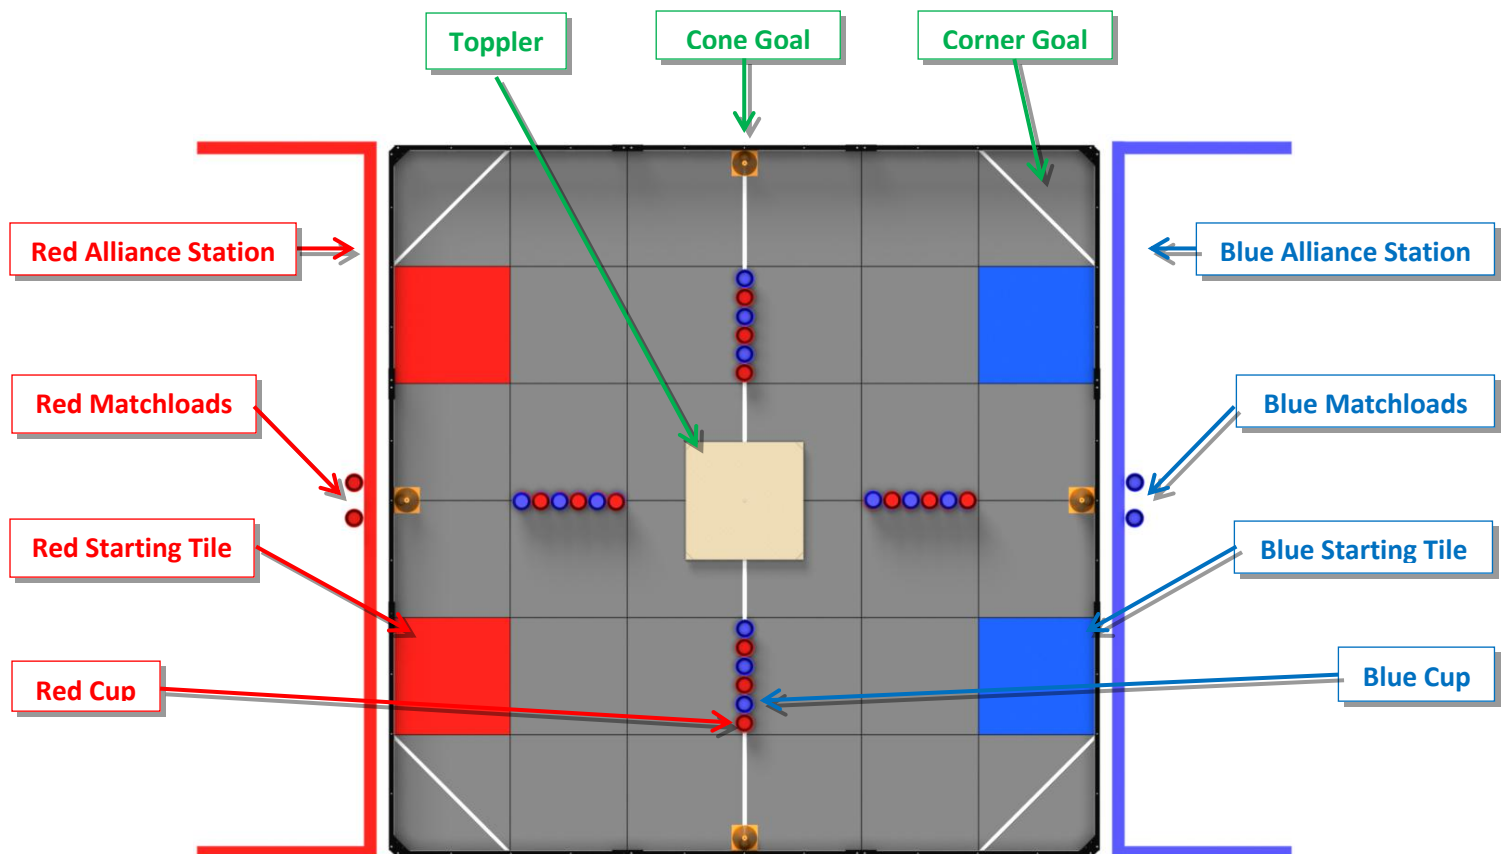 Toppler
Cone Goal
Corner Goal
Red Alliance Station
Blue Alliance Station
Red Matchloads
Blue Matchloads
Red Starting Tile
Blue Starting Tile
Red Cup
Blue Cup